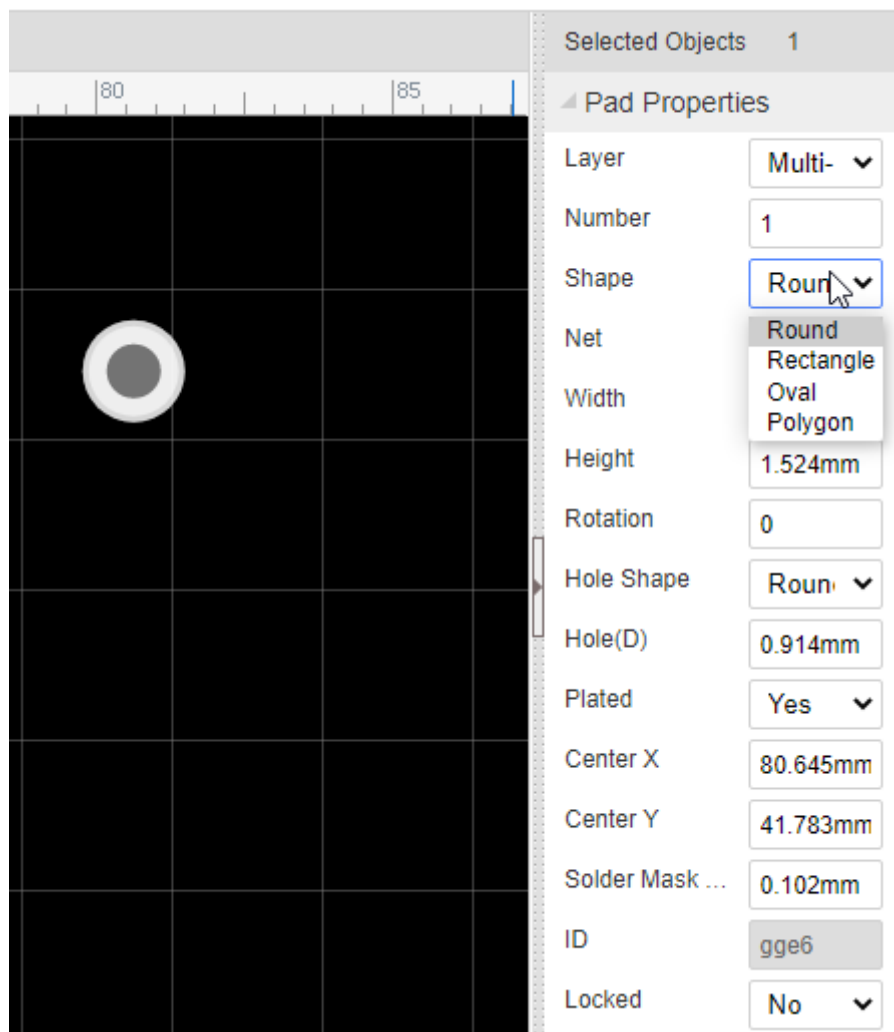 Selected Objects 1
80 85
Pad Properties
Layer Multi-
Number 1
Shape Roun
Round
Net
Rectangle
Oval
Width
Polygon
Height 1.524mm
Rotation 0
Hole Shape Roun
Hole(D) 0.914mm
Plated Yes
Center X 80.645mm
Center Y 41.783mm
Solder Mask ... 0.102mm
ID gge6
Locked No